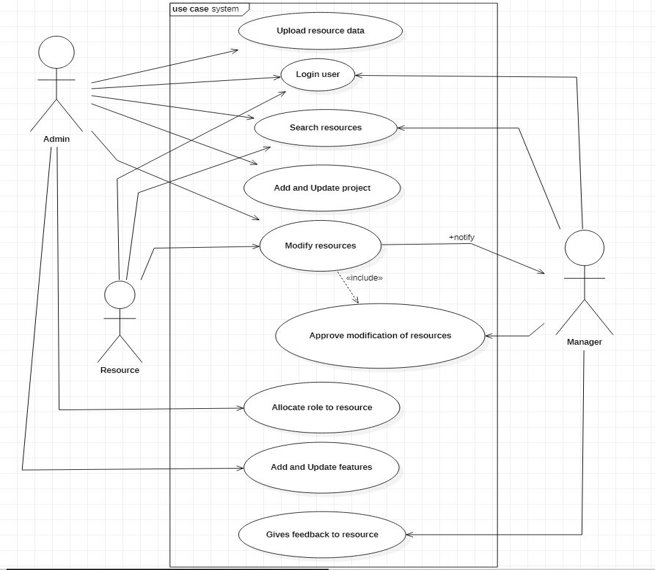 use case system
Upload resource data
Login user
Admin
Search resources
Add and Update project
+notify
Modify resources
«include»
Approve modification of resources
Manager
Resource
Allocate role to resource
Add and Update features
Gives feedback to resource